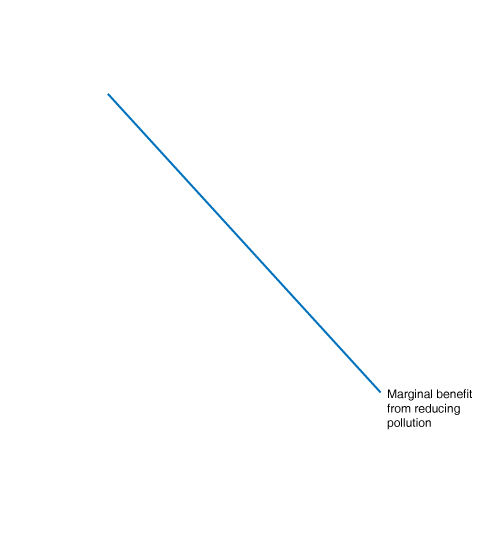 Marginal benefit
from reducing
pollution